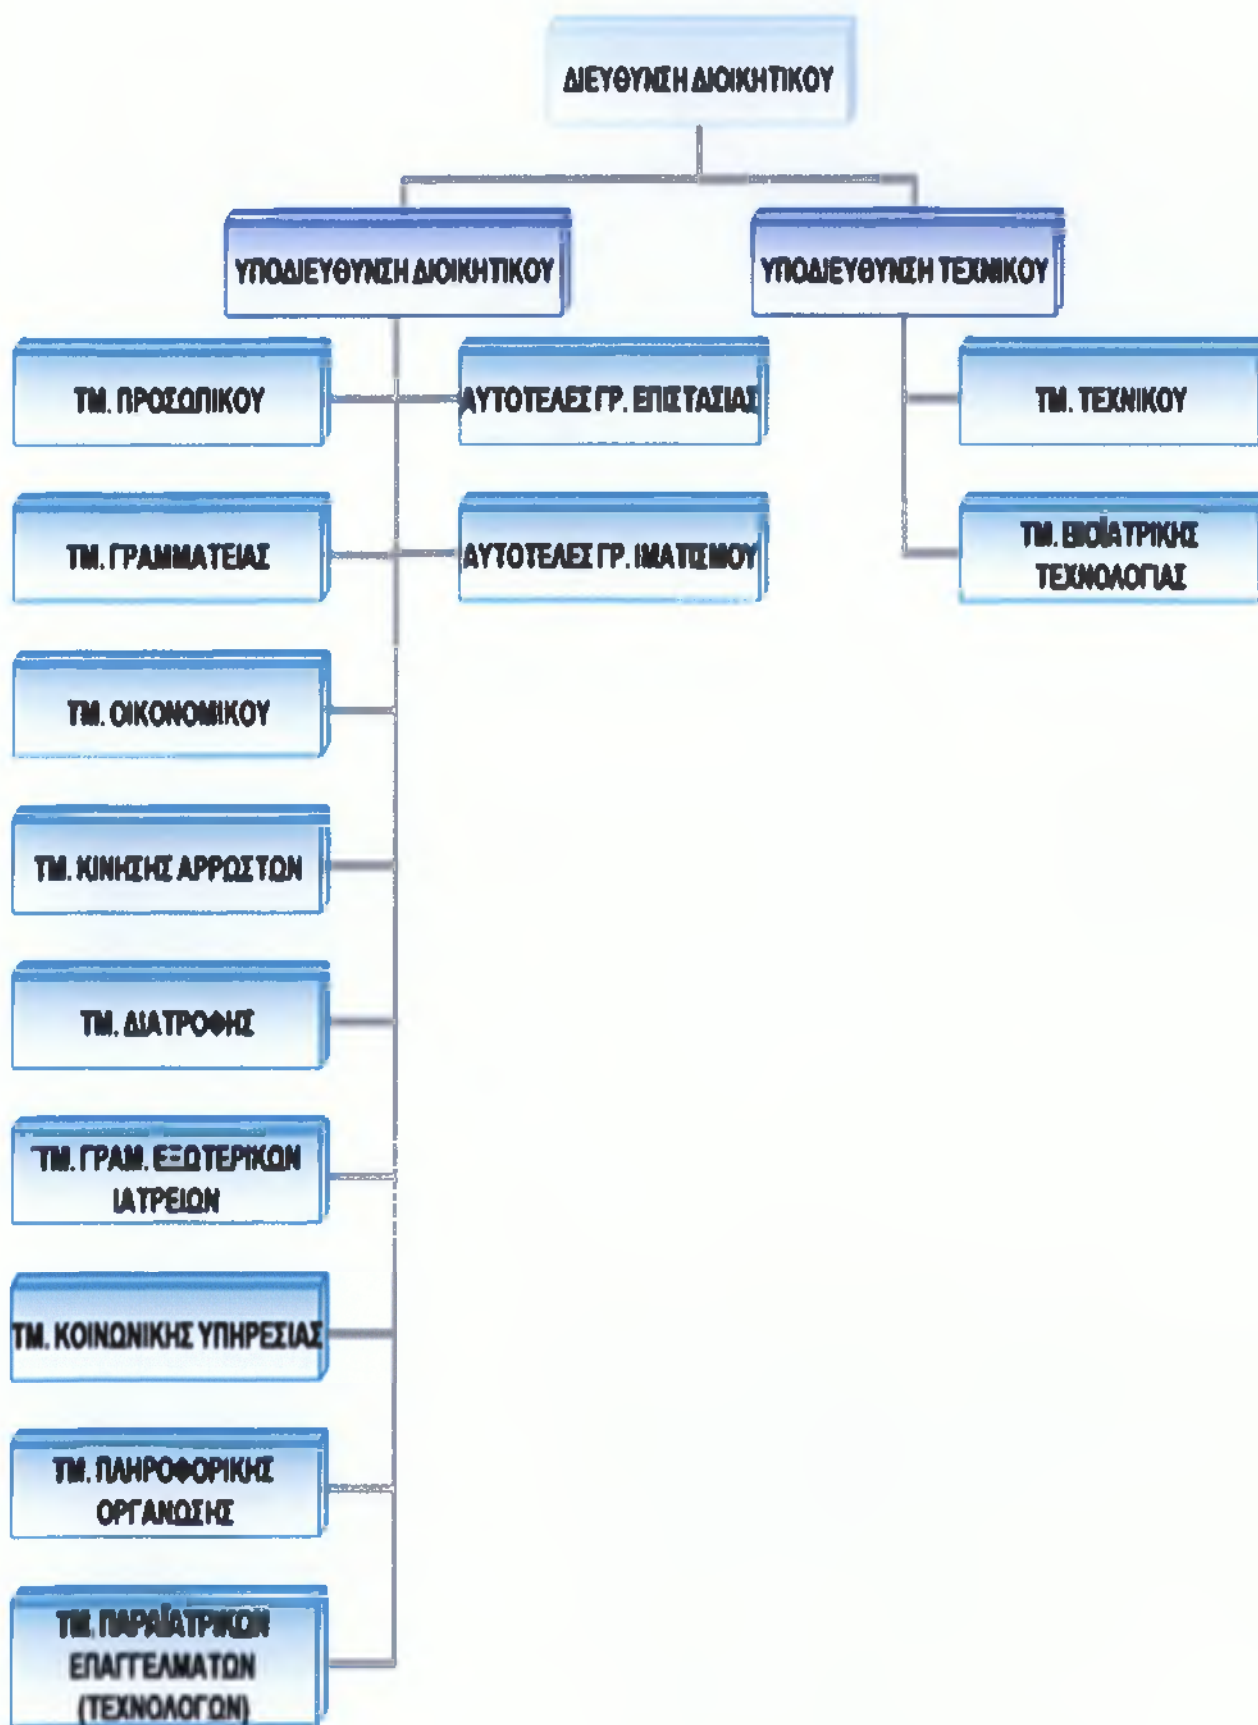 ΔΙΕΥΘΥΝΣΗ ΔΙΟΙΚΗΤΙΚΟΥ
ΥΠΟΔΙΕΥΘΥΝΣΗ ΔΙΟΙΚΗΤΙΚΟΥ
ΥΠΟΔΙΕΥΘΥΝΣΗ ΤΕΧΝΙΚΟΥ
ΤΜ. ΠΡΟΣΩΠΙΚΟΥ
ΑΥΤΟΤΕΛΕΣ ΓΡ. ΕΠΙΣΤΑΣΙΑΣ
ΤΜ. ΤΕΧΝΙΚΟΥ
ΤΜ. ΓΡΑΜΜΑΤΕΙΑΣ
ΑΥΤΟΤΕΛΕΣ ΓΡ. ΙΜΑΤΙΣΜΟΥ
ΤΜ. ΒΙΟΪΑΤΡΙΚΗΣ
ΤΕΧΝΟΛΟΓΙΑΣ
ΤΜ. ΟΙΚΟΝΟΜΙΚΟΥ
ΤΜ. ΚΙΝΗΣΗΣ ΑΡΡΩΣΤΩΝ
ΤΜ. ΔΙΑΤΡΟΦΗΣ
ΤΜ. ΓΡΑΜ. ΕΞΩΤΕΡΙΚΩΝ
ΙΑΤΡΕΙΩΝ
ΤΜ. ΚΟΙΝΩΝΙΚΗΣ ΥΠΗΡΕΣΙΑΣ
ΤΜ. ΠΛΗΡΟΦΟΡΙΚΗΣ
ΟΡΓΑΝΩΣΗΣ
ΤΜ. ΠΑΡΑΪΑΤΡΙΚΩΝ
ΕΠΑΓΓΕΛΜΑΤΩΝ
(ΤΕΧΝΟΛΟΓΩΝ)